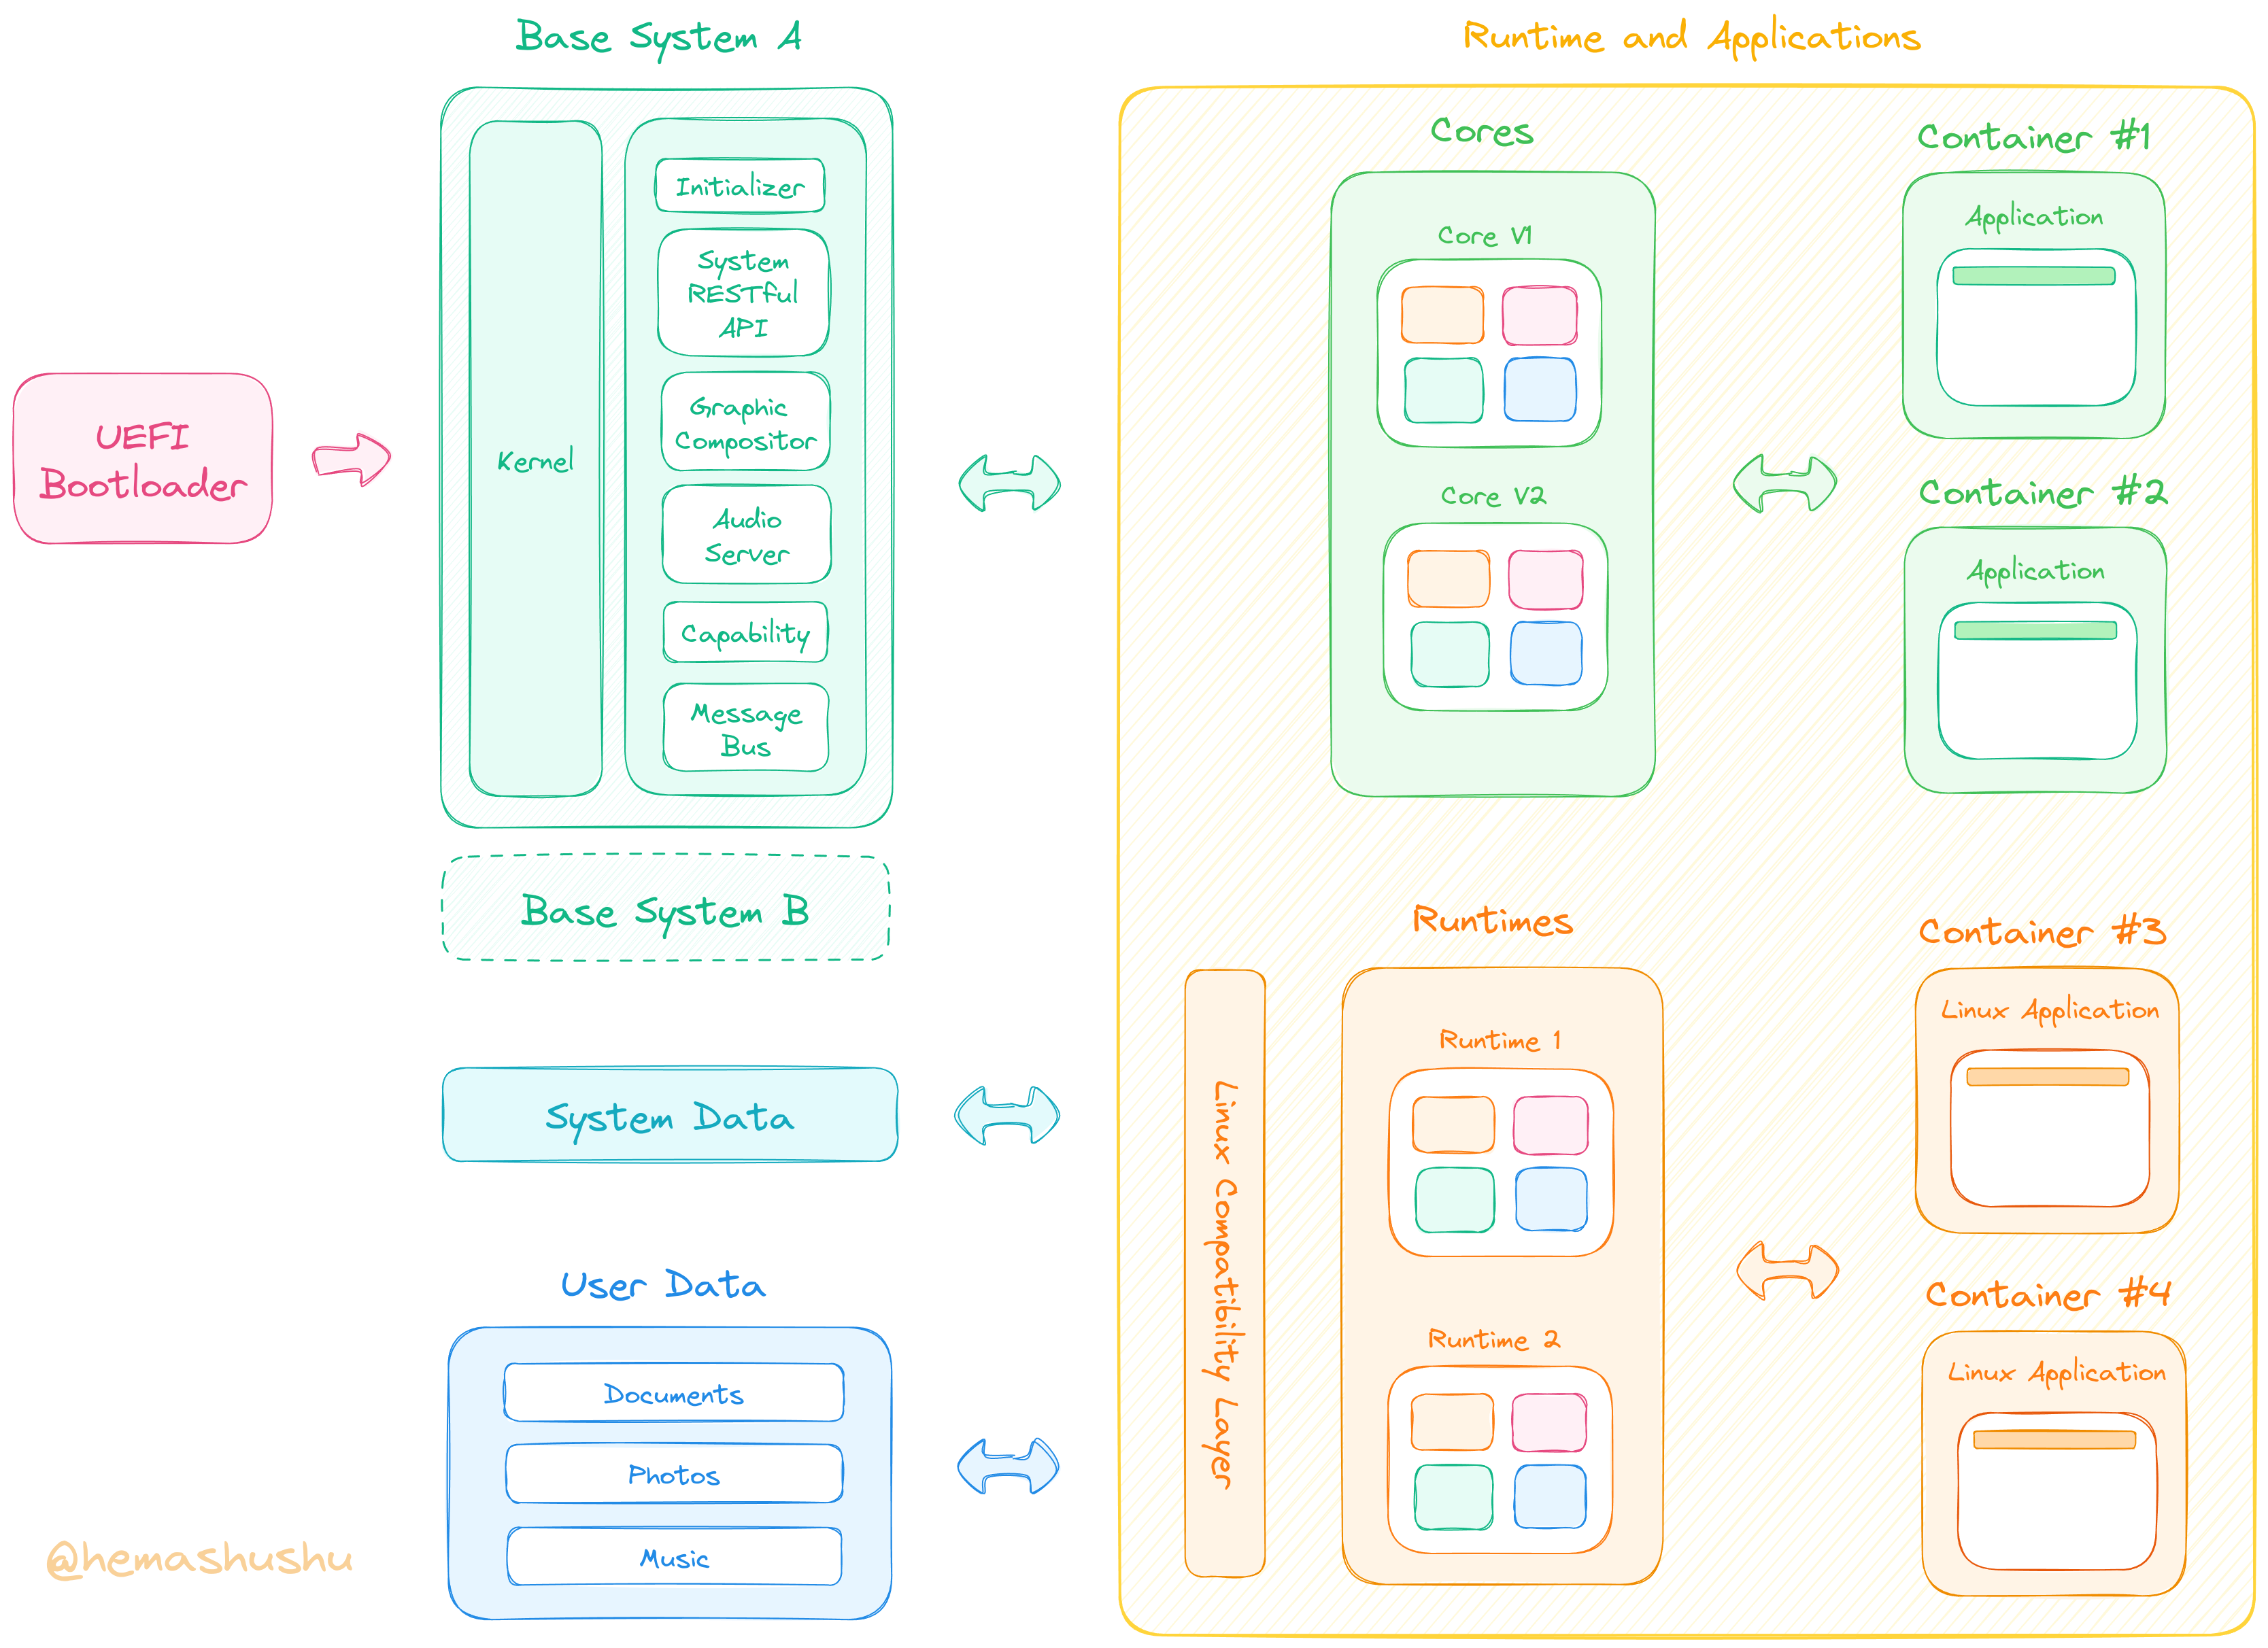 Base System A
Runtime and Applications
UEFI
Bootloader
Kernel
Initializer
System
RESTful
API
Graphic
Compositor
Audio
Server
Capability
Message
Bus
Base System B
System Data
User Data
Documents
Photos
Music
Cores
Core V1
Core V2
Container #1
Application
Container #2
Application
Linux Compatibility Layer
Runtimes
Runtime 1
Runtime 2
Container #3
Linux Application
Container #4
Linux Application
@hemashushu